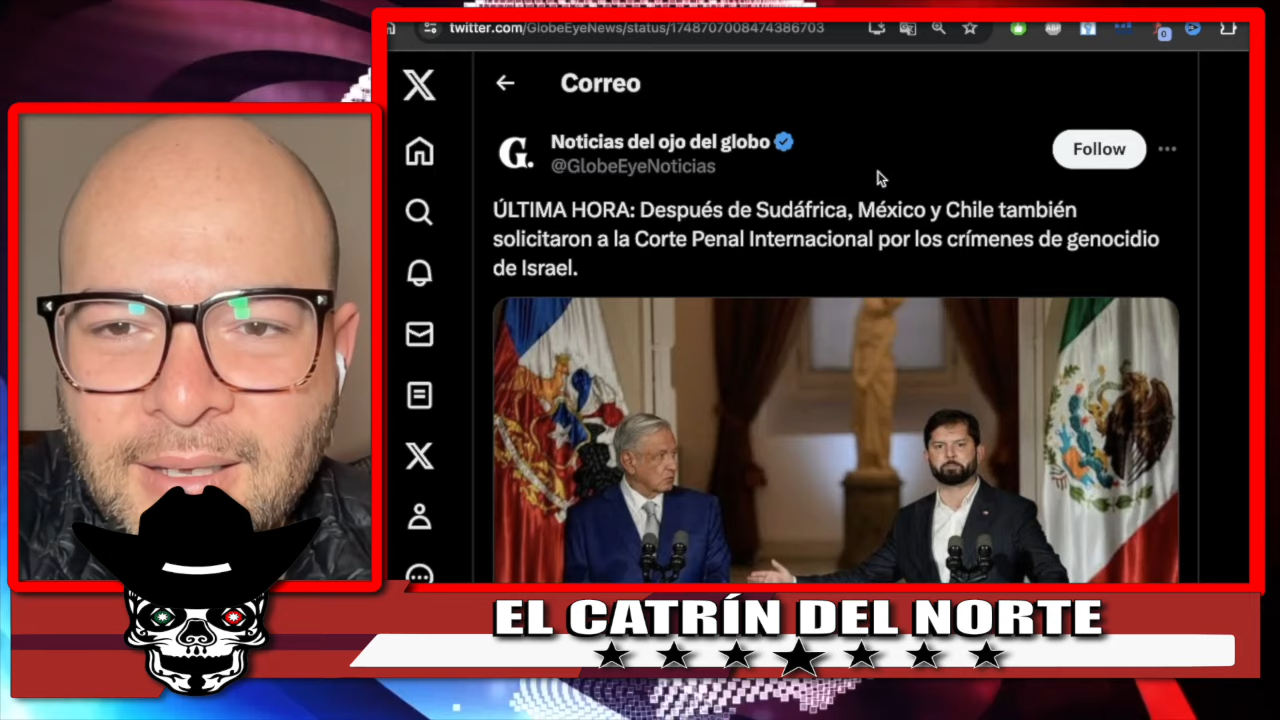 twitter.com/GlobeEyeNews/status/1748707008474386703
Correo
G.
Noticias del ojo del globo
@GlobeEyeNoticias
Follow
ÚLTIMA HORA: Después de Sudáfrica, México y Chile también
solicitaron a la Corte Penal Internacional por los crímenes de genocidio
de Israel.
EL CATRÍN DEL NORTE